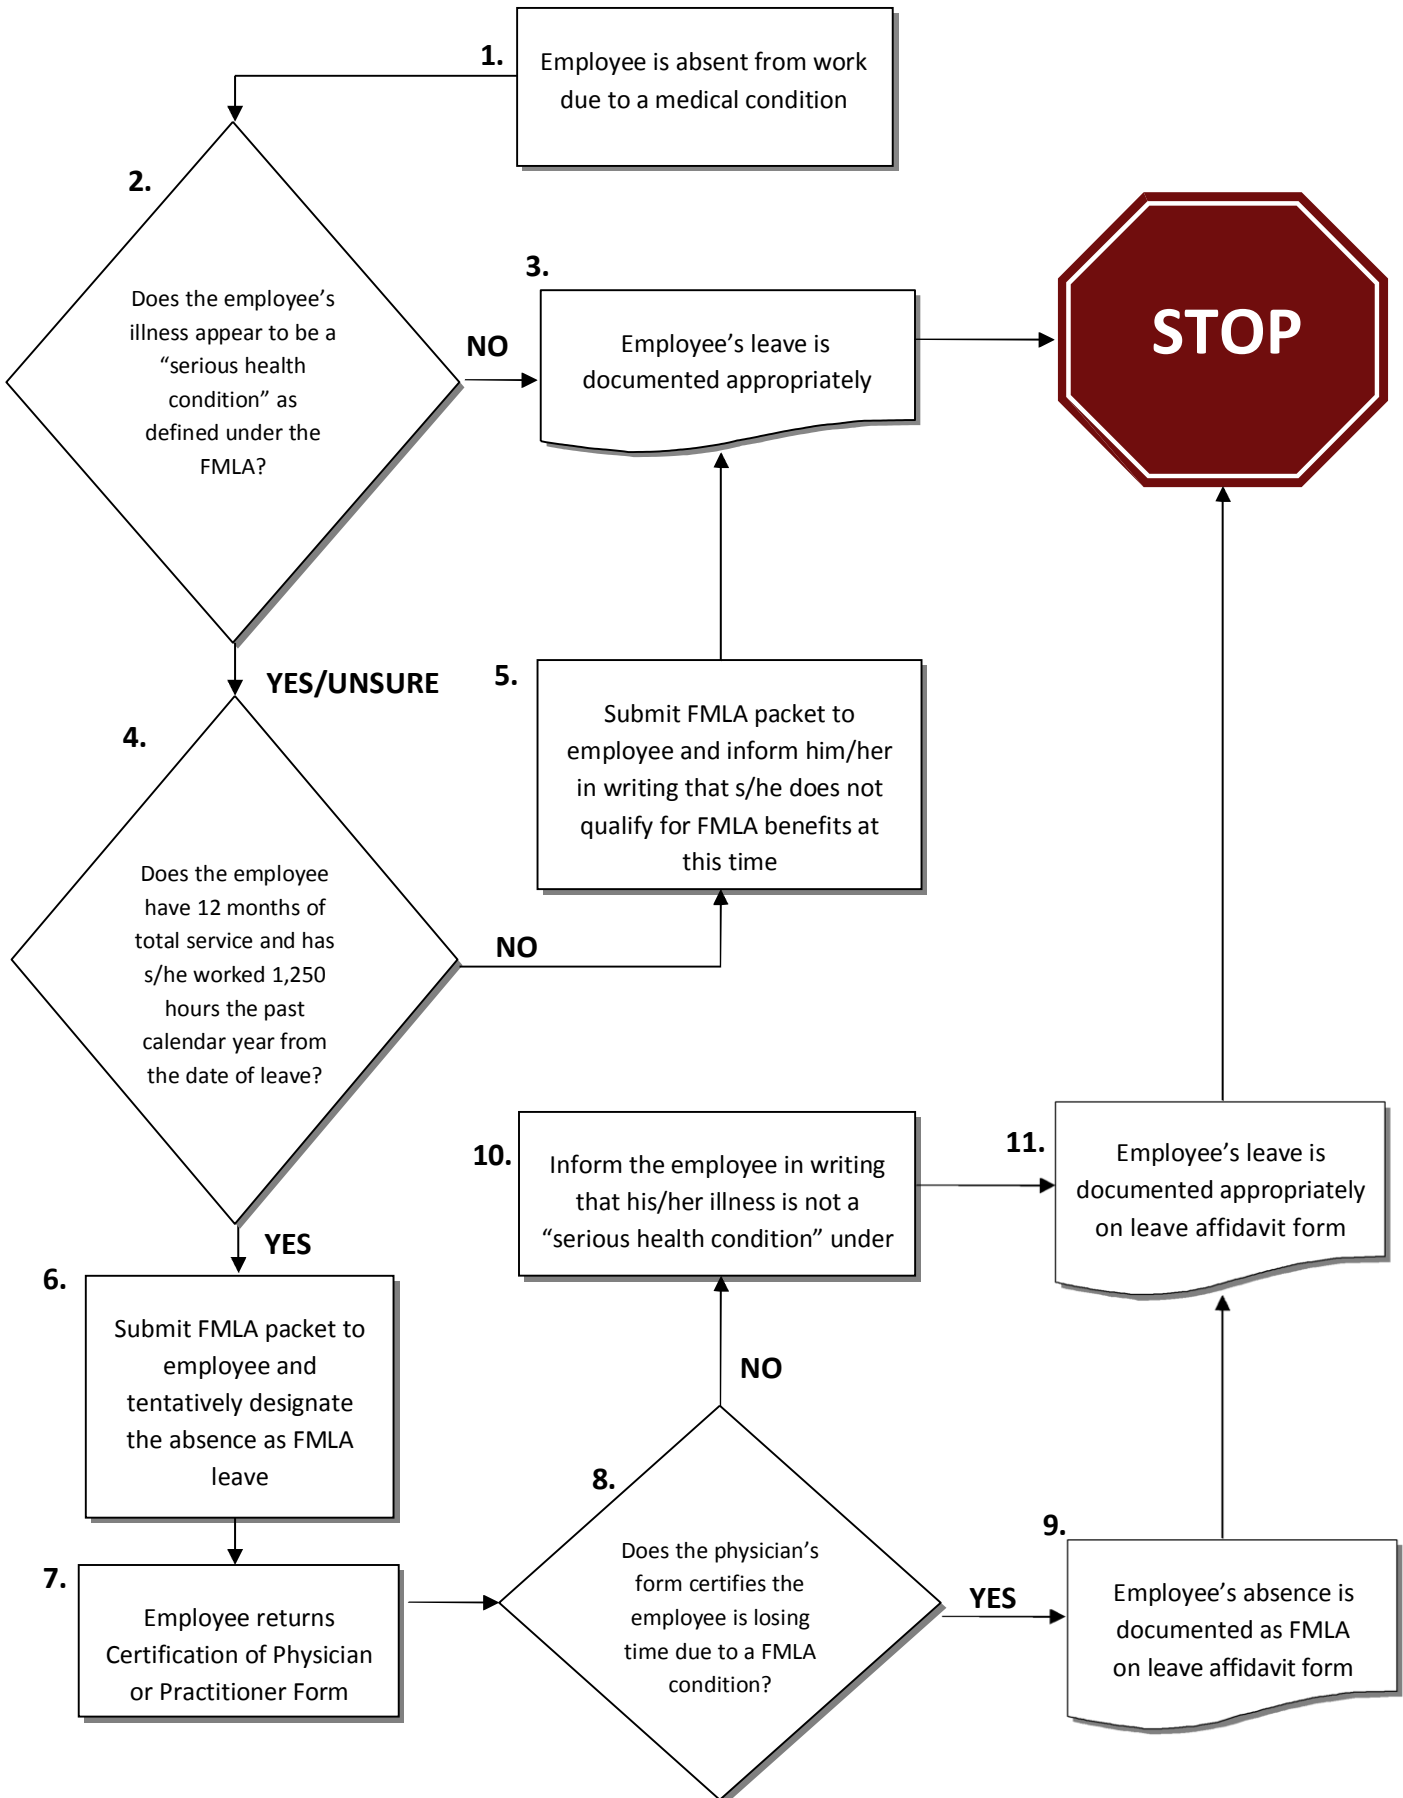 1.
Employee is absent from work
due to a medical condition
2.
Does the employee’s
illness appear to be a
“serious health
condition” as
defined under the
FMLA?
NO
3.
Employee’s leave is
documented appropriately
STOP
YES/UNSURE
4.
Does the employee
have 12 months of
total service and has
s/he worked 1,250
hours the past
calendar year from
the date of leave?
NO
5.
Submit FMLA packet to
employee and inform him/her
in writing that s/he does not
qualify for FMLA benefits at
this time
YES
6.
Submit FMLA packet to
employee and
tentatively designate
the absence as FMLA
leave
7.
Employee returns
Certification of Physician
or Practitioner Form
8.
Does the physician’s
form certifies the
employee is losing
time due to a FMLA
condition?
YES
9.
Employee’s absence is
documented as FMLA
on leave affidavit form
NO
10.
Inform the employee in writing
that his/her illness is not a
“serious health condition” under
11.
Employee’s leave is
documented appropriately
on leave affidavit form